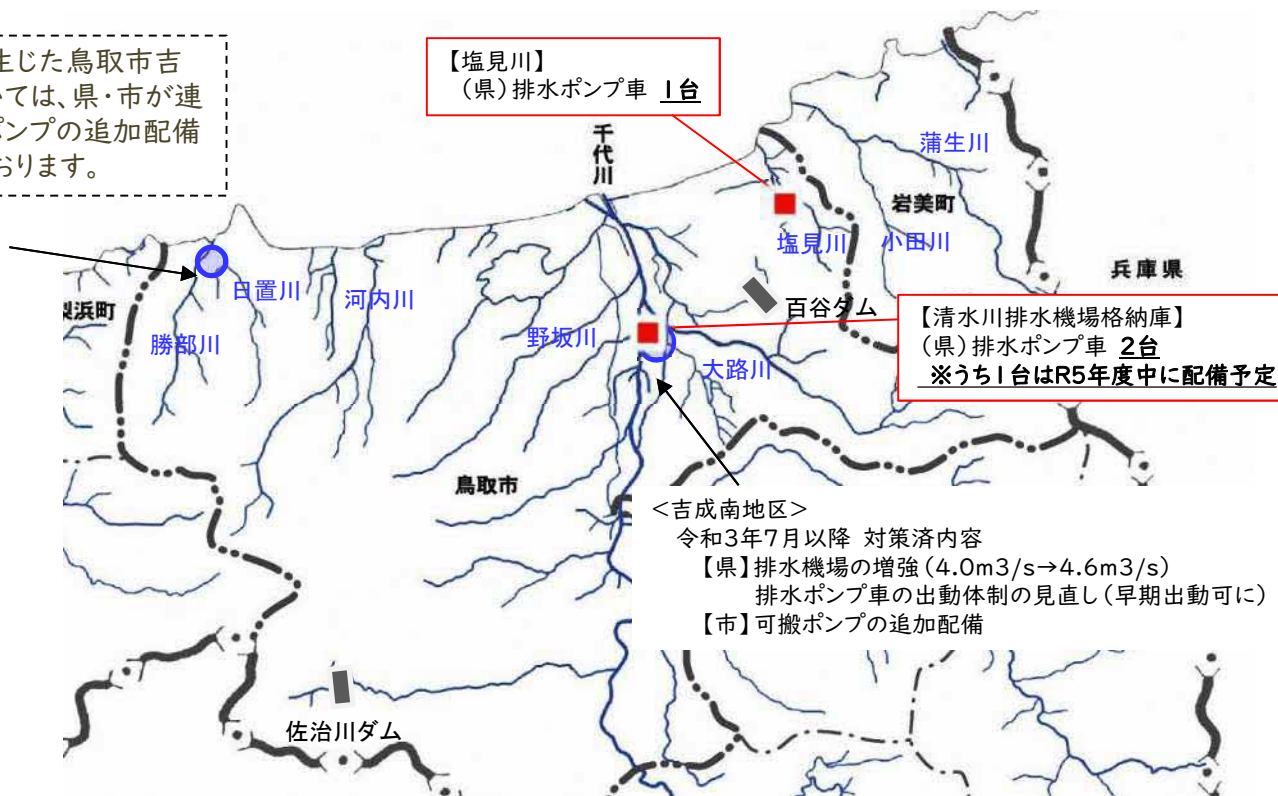 生じた鳥取市吉
いては、県・市が連
ポンプの追加配備
おります。
【塩見川】
(県)排水ポンプ車 1台
千代川
蒲生川
岩美町
塩見川
小田川
兵庫県
百谷ダム
日置川
河内川
勝部川
野坂川
大路川
梨浜町
【清水川排水機場格納庫】
(県)排水ポンプ車 2台
※うち1台はR5年度中に配備予定
鳥取市
<吉成南地区>
令和3年7月以降 対策済内容
【県】排水機場の増強(4.0m3/s→4.6m3/s)
排水ポンプ車の出動体制の見直し(早期出動可に)
【市】可搬ポンプの追加配備
佐治川ダム